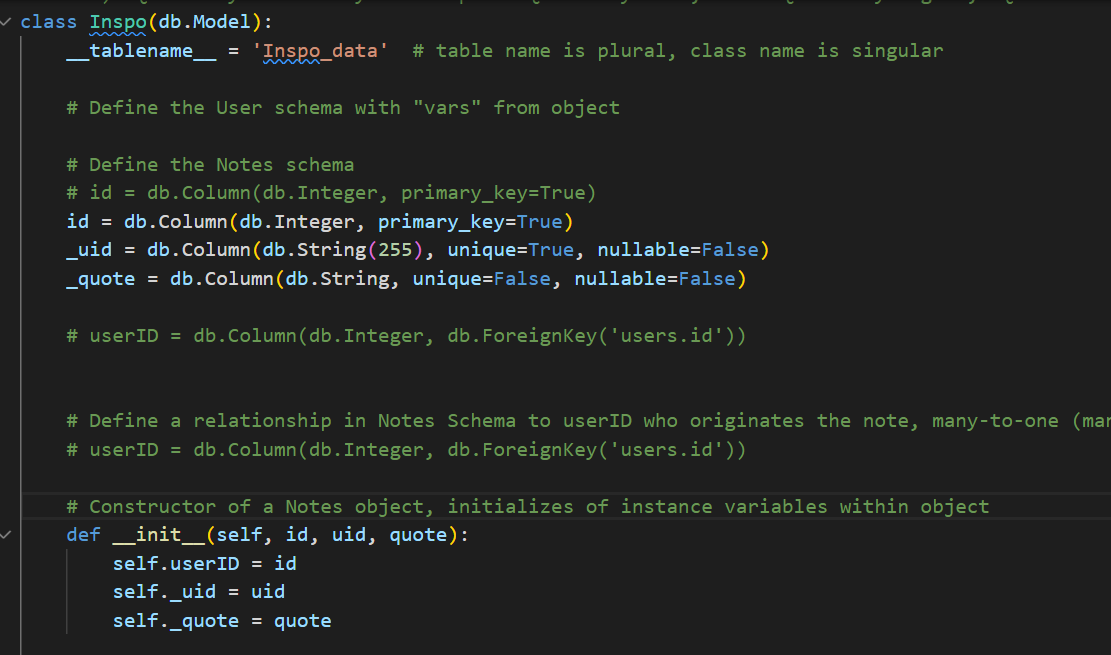 class Inspo(db.Model):
    __tablename__ = 'Inspo_data'  # table name is plural, class name is singular

    # Define the User schema with "vars" from object

    # Define the Notes schema
    # id = db.Column(db.Integer, primary_key=True)
    id = db.Column(db.Integer, primary_key=True)
    _uid = db.Column(db.String(255), unique=True, nullable=False)
    _quote = db.Column(db.String, unique=False, nullable=False)

    # userID = db.Column(db.Integer, db.ForeignKey('users.id'))


    # Define a relationship in Notes Schema to userID who originates the note, many-to-one (mar
    # userID = db.Column(db.Integer, db.ForeignKey('users.id'))

    # Constructor of a Notes object, initializes of instance variables within object
    def __init__(self, id, uid, quote):
        self.userID = id
        self._uid = uid
        self._quote = quote